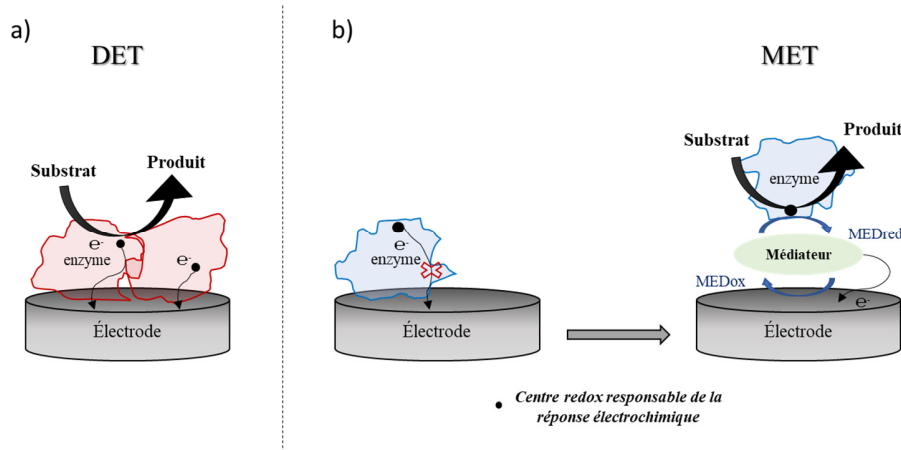 a)
DET
Substrat
Produit
e-
enzyme
e-
Électrode
b)
MET
e-
enzyme
Électrode
Substrat
Produit
enzyme
MEDred
Médiateur
MEDox
e-
Électrode
Centre redox responsable de la
réponse électrochimique